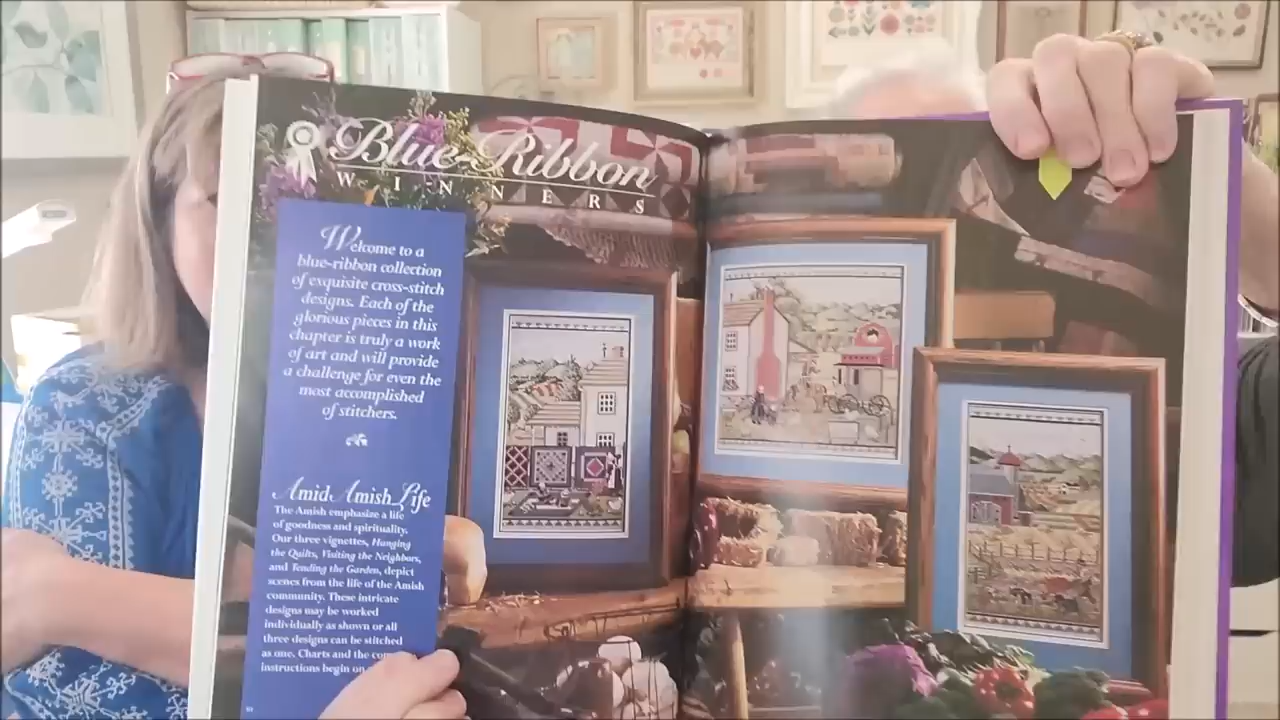 Blue-Ribbon
WINNERS
Welcome to a
blue-ribbon collection
of exquisite cross-stitch
designs. Each of the
glorious pieces in this
chapter is truly a work
of art and will provide
a challenge for even the
most accomplished
of stitchers.
Amid Amish Life
The Amish emphasize a life
of goodness and spirituality.
Our three vignettes, Hanging
the Quilts, Visiting the Neighbors,
and Tending the Garden, depict
scenes from the life of the Amish
community. These intricate
designs may be worked
individually as shown or all
three designs can be stitched
as one. Charts and the
instructions begin on